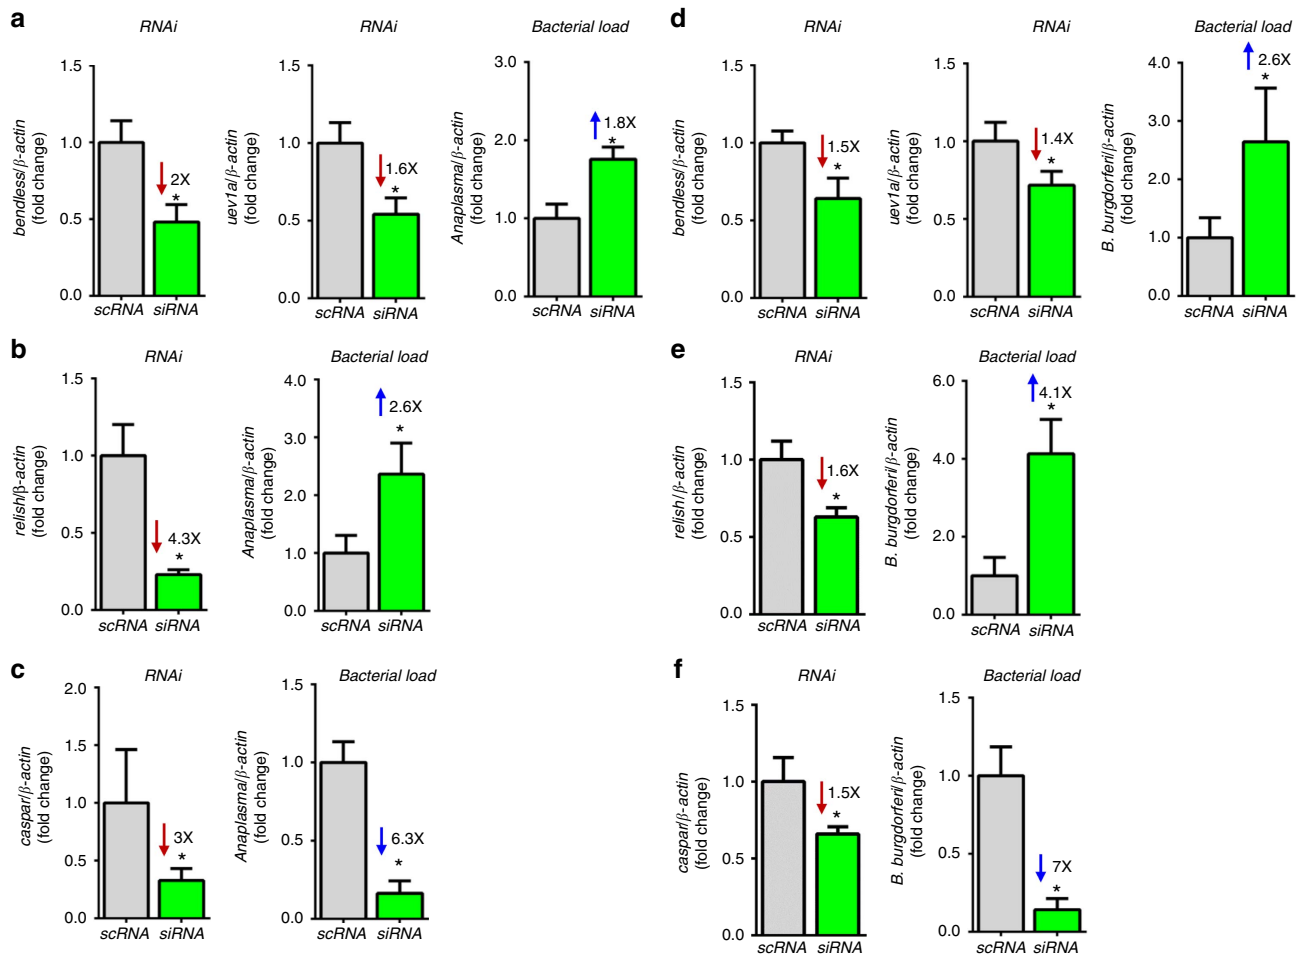 a
RNAi
bendless/β-actin
(fold change)
1.5
1.0
0.5
0.0
2X
*
scRNA siRNA
RNAi
uev1a/β-actin
(fold change)
1.5
1.0
0.5
0.0
1.6X
*
scRNA siRNA
Bacterial load
Anaplasma/β-actin
(fold change)
3.0
2.0
1.0
0.0
1.8X
*
scRNA siRNA
d
RNAi
bendless/β-actin
(fold change)
1.5
1.0
0.5
0.0
1.5X
*
scRNA siRNA
RNAi
uev1a/β-actin
(fold change)
1.5
1.0
0.5
0.0
1.4X
*
scRNA siRNA
Bacterial load
B. burgdorferi/β-actin
(fold change)
4.0
3.0
2.0
1.0
0.0
2.6X
*
scRNA siRNA
b
RNAi
relish/β-actin
(fold change)
1.5
1.0
0.5
0.0
4.3X
*
scRNA siRNA
Bacterial load
Anaplasma/β-actin
(fold change)
4.0
3.0
2.0
1.0
0.0
2.6X
*
scRNA siRNA
e
RNAi
relish/β-actin
(fold change)
1.5
1.0
0.5
0.0
1.6X
*
scRNA siRNA
Bacterial load
B. burgdorferi/β-actin
(fold change)
6.0
4.0
2.0
0.0
4.1X
*
scRNA siRNA
c
RNAi
caspar/β-actin
(fold change)
2.0
1.5
1.0
0.5
0.0
3X
*
scRNA siRNA
Bacterial load
Anaplasma/β-actin
(fold change)
1.5
1.0
0.5
0.0
6.3X
*
scRNA siRNA
f
RNAi
caspar/β-actin
(fold change)
1.5
1.0
0.5
0.0
1.5X
*
scRNA siRNA
Bacterial load
B. burgdorferi/β-actin
(fold change)
1.5
1.0
0.5
0.0
7X
*
scRNA siRNA